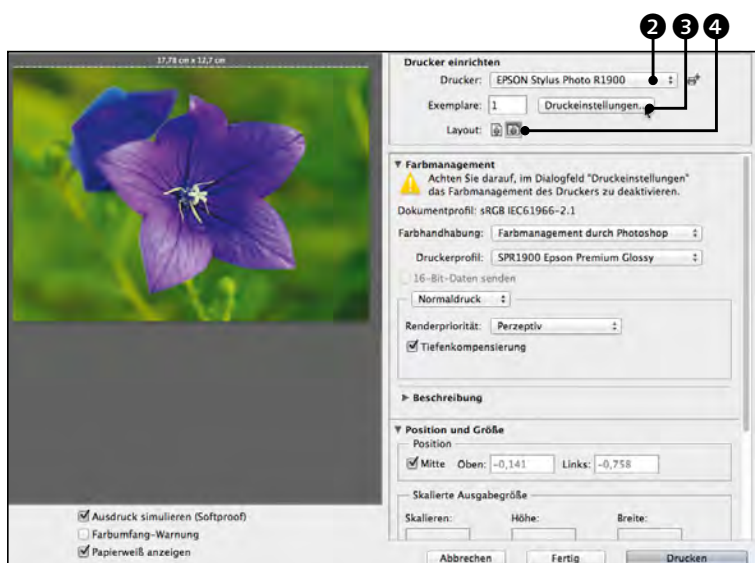 ❷ ❸ ❹
17,78 cm x 12,7 cm
Drucker einrichten
Drucker: EPSON Stylus Photo R1900
Exemplare: 1 Druckeinstellungen...
Layout:
Farbmanagement
Achten Sie darauf, im Dialogfeld "Druckeinstellungen"
das Farbmanagement des Druckers zu deaktivieren.
Dokumentprofil: sRGB IEC61966-2.1
Farbhandhabung: Farbmanagement durch Photoshop
Druckerprofil: SPR1900 Epson Premium Glossy
16-Bit-Daten senden
Normaldruck
Renderpriorität: Perzeptiv
Tiefenkompensierung
Beschreibung
Position und Größe
Position
Mitte Oben: -0,141 Links: -0,758
Skalierte Ausgabegröße
Skalieren: Höhe: Breite:
Ausdruck simulieren (Softproof)
Farbumfang-Warnung
Papierweiß anzeigen
Abbrechen Fertig Drucken